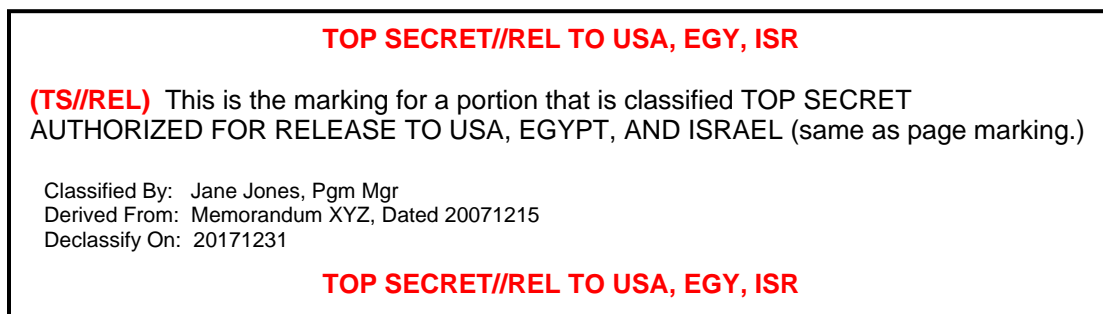 TOP SECRET//REL TO USA, EGY, ISR
(TS//REL) This is the marking for a portion that is classified TOP SECRET
AUTHORIZED FOR RELEASE TO USA, EGYPT, AND ISRAEL (same as page marking.)
Classified By: Jane Jones, Pgm Mgr
Derived From: Memorandum XYZ, Dated 20071215
Declassify On: 20171231
TOP SECRET//REL TO USA, EGY, ISR